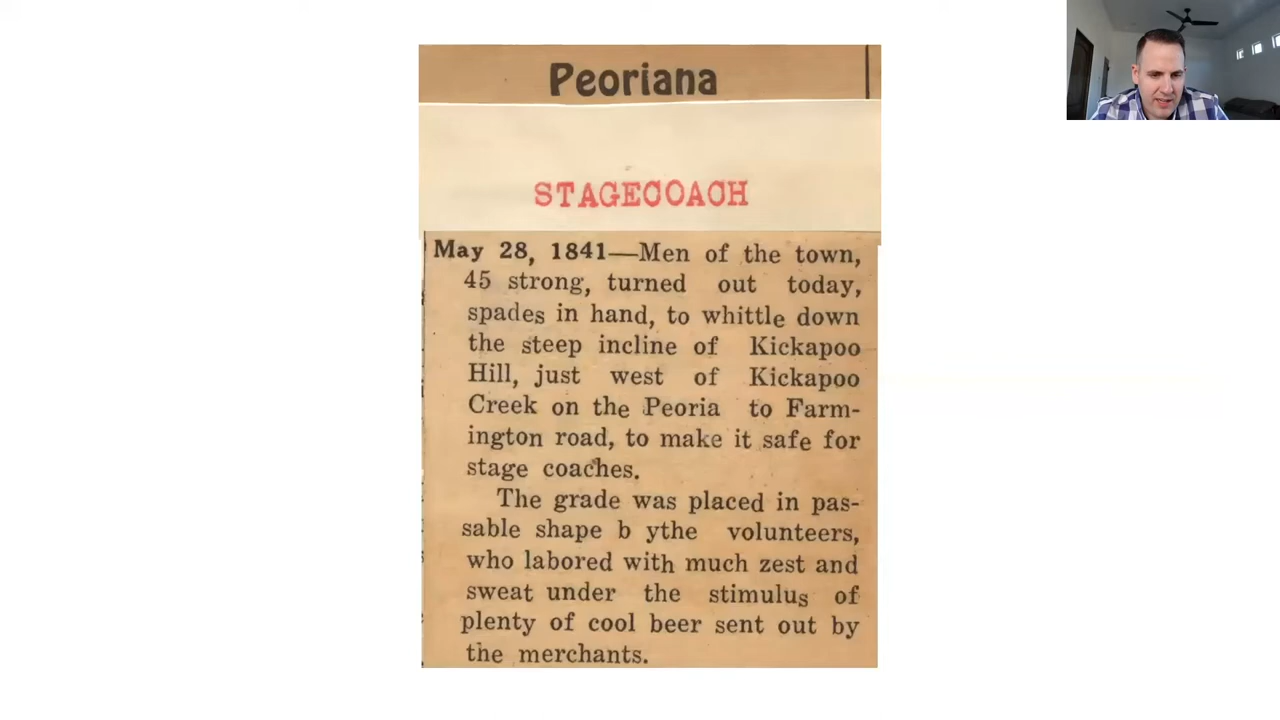 Peoriana
STAGECOACH
May 28, 1841—Men of the town,
45 strong, turned out today,
spades in hand, to whittle down
the steep incline of Kickapoo
Hill, just west of Kickapoo
Creek on the Peoria to Farm-
ington road, to make it safe for
stage coaches.
The grade was placed in pas-
sable shape b ythe volunteers,
who labored with much zest and
sweat under the stimulus of
plenty of cool beer sent out by
the merchants.